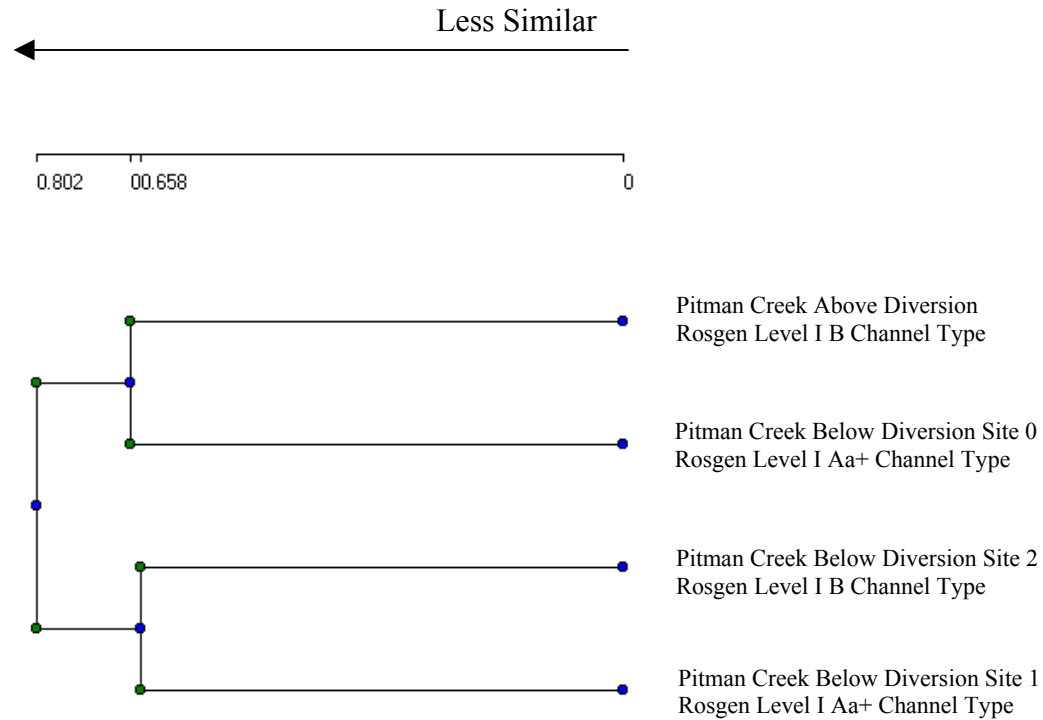 Less Similar
0.802 00.658 0
Pitman Creek Above Diversion
Rosgen Level I B Channel Type
Pitman Creek Below Diversion Site 0
Rosgen Level I Aa+ Channel Type
Pitman Creek Below Diversion Site 2
Rosgen Level I B Channel Type
Pitman Creek Below Diversion Site 1
Rosgen Level I Aa+ Channel Type